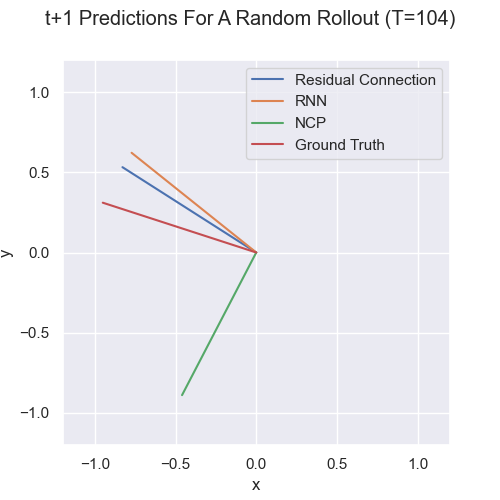 t+1 Predictions For A Random Rollout (T=104)
Residual Connection
RNN
NCP
Ground Truth
1.0
0.5
0.0
−0.5
−1.0
y
−1.0 −0.5 0.0 0.5 1.0
x